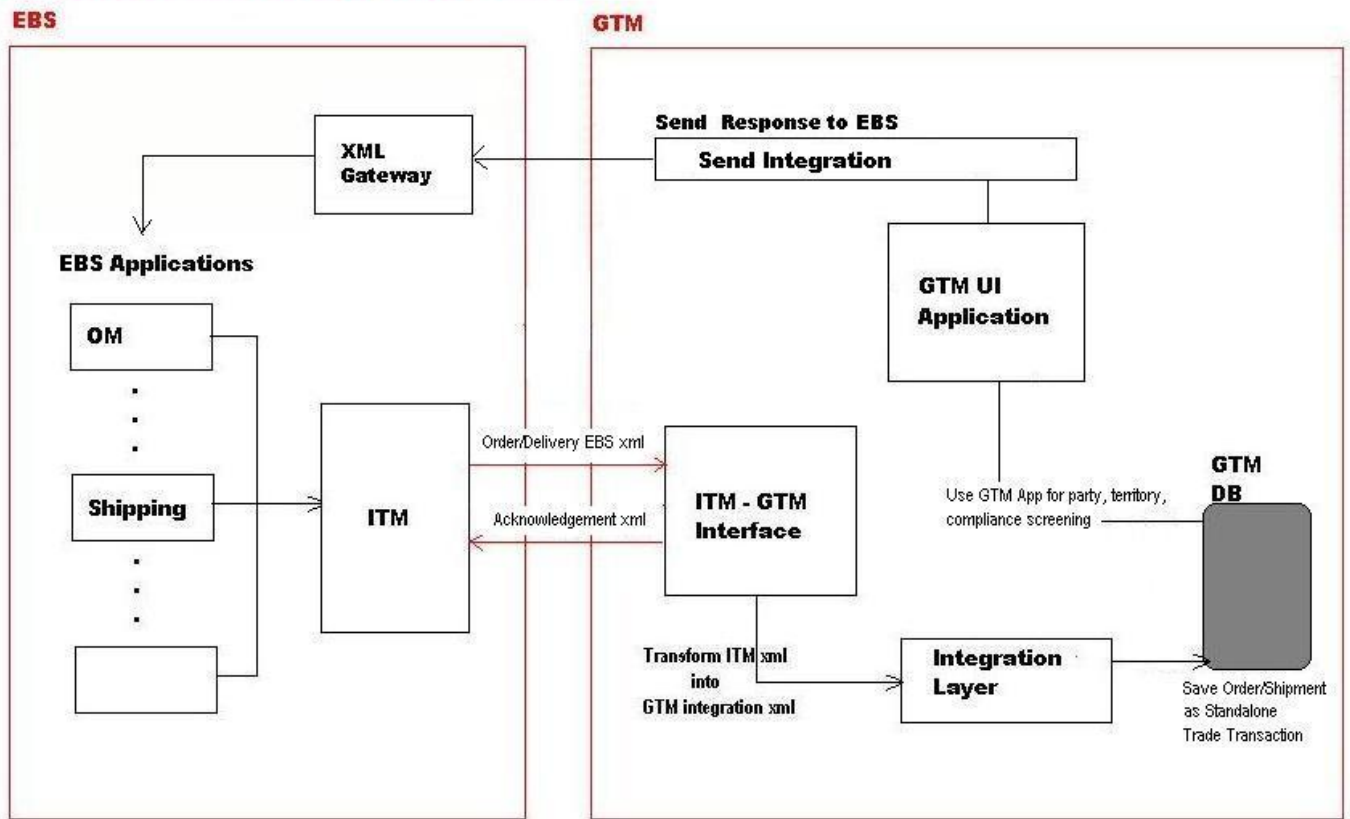 EBS
GTM
Send Response to EBS
Send Integration
XML
Gateway
EBS Applications
GTM UI
Application
OM
Shipping
ITM
Order/Delivery EBS xml
Acknowledgement xml
ITM - GTM
Interface
Use GTM App for party, territory,
compliance screening
GTM
DB
Transform ITM xml
into
GTM integration xml
Integration
Layer
Save Order/Shipment
as Standalone
Trade Transaction